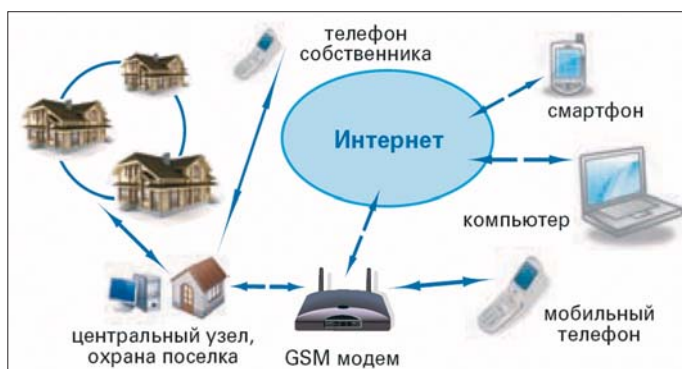 телефон
собственника
Интернет
смартфон
компьютер
мобильный
телефон
GSM модем
центральный узел,
охрана поселка